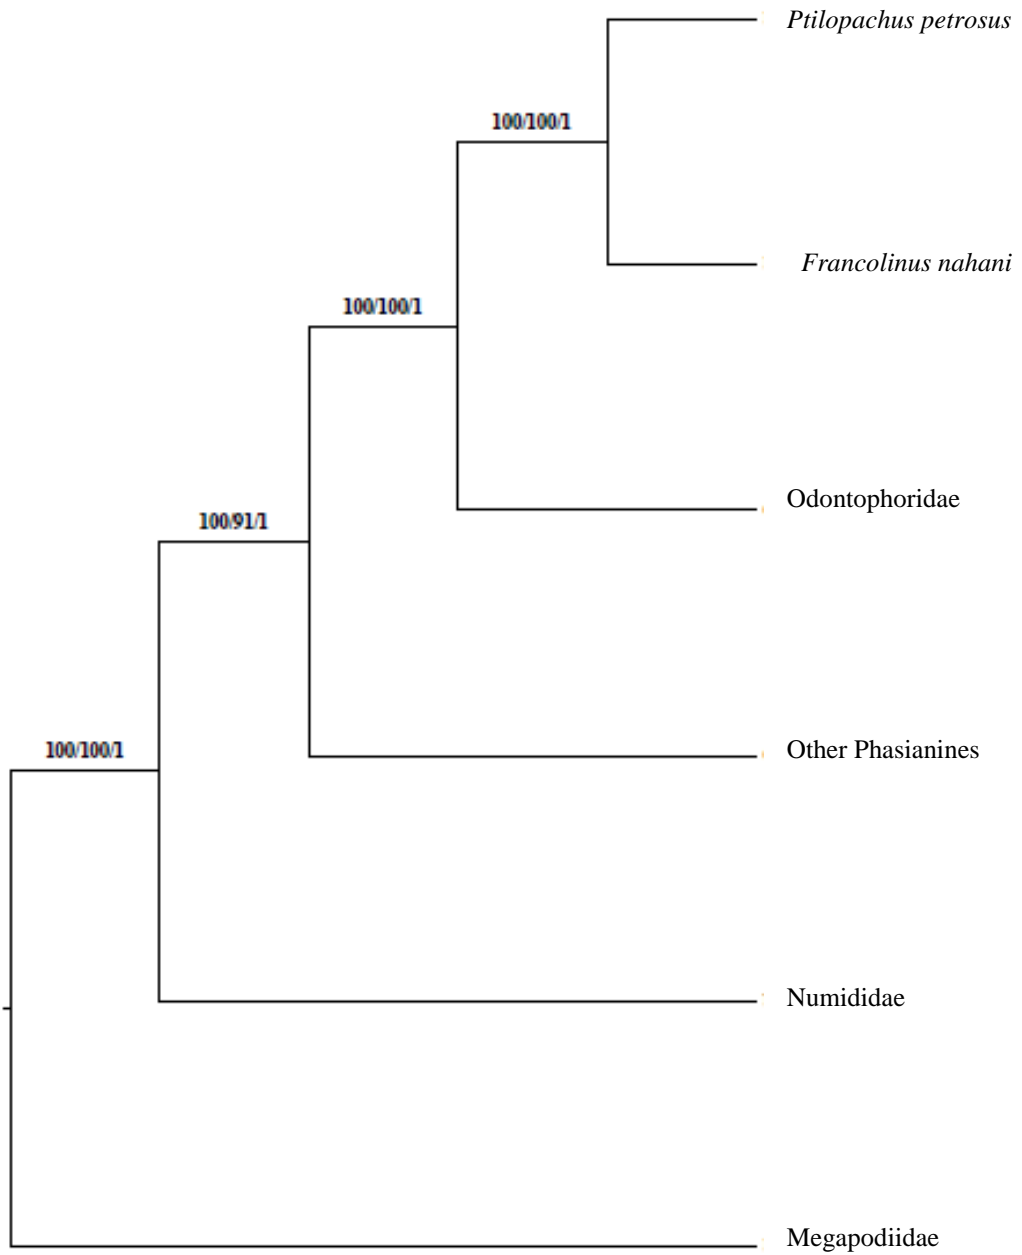 Ptilopachus petrosus
100/100/1
Francolinus nahani
100/100/1
Odontophoridae
100/91/1
Other Phasianines
100/100/1
Numididae
Megapodiidae